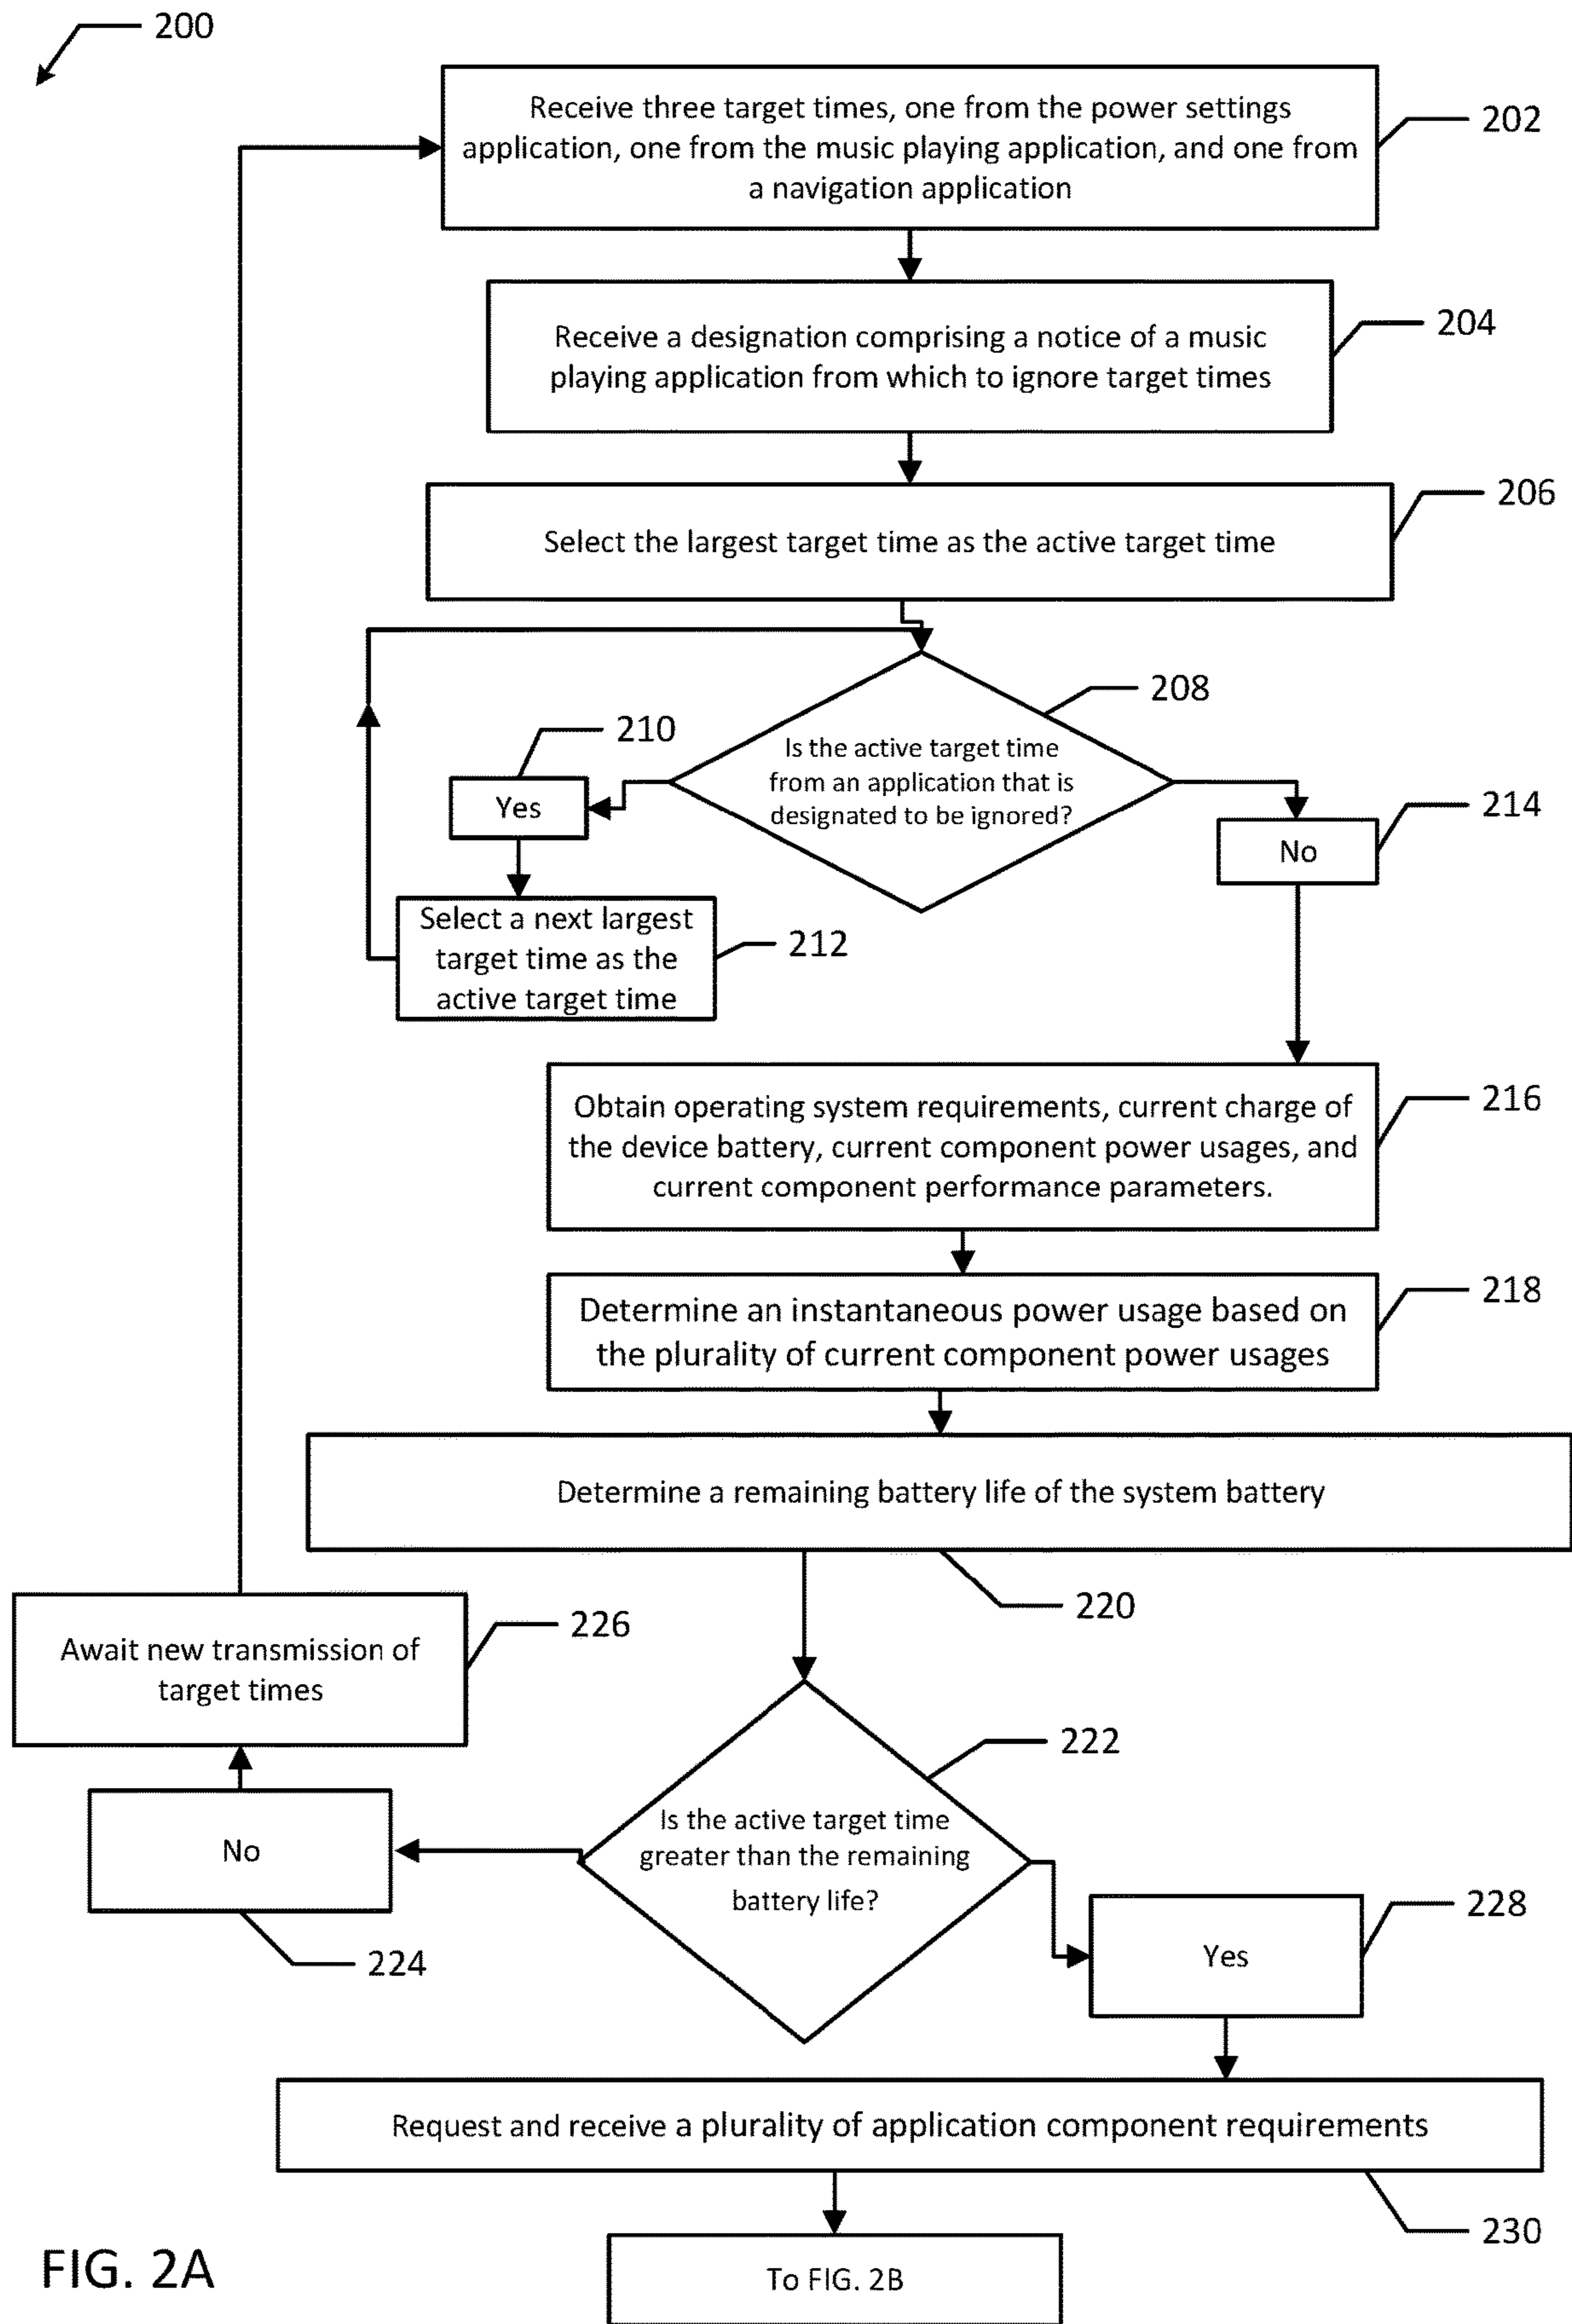 200
Receive three target times, one from the power settings
application, one from the music playing application, and one from
a navigation application
202
Receive a designation comprising a notice of a music
playing application from which to ignore target times
204
Select the largest target time as the active target time
206
Is the active target time
from an application that is
designated to be ignored?
208
210
Yes
Select a next largest
target time as the
active target time
212
No
214
Obtain operating system requirements, current charge of
the device battery, current component power usages, and
current component performance parameters.
216
Determine an instantaneous power usage based on
the plurality of current component power usages
218
Determine a remaining battery life of the system battery
220
Await new transmission of
target times
226
Is the active target time
greater than the remaining
battery life?
222
No
224
Yes
228
Request and receive a plurality of application component requirements
230
To FIG. 2B
FIG. 2A